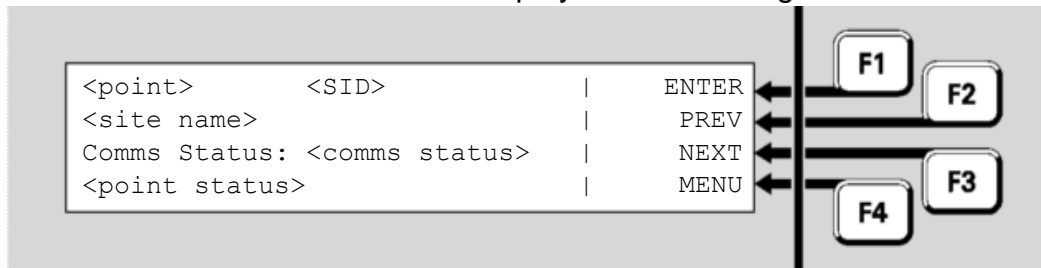 <point> <SID> | ENTER
<site name> | PREV
Comms Status: <comms status> | NEXT
<point status> | MENU
F1
F2
F3
F4